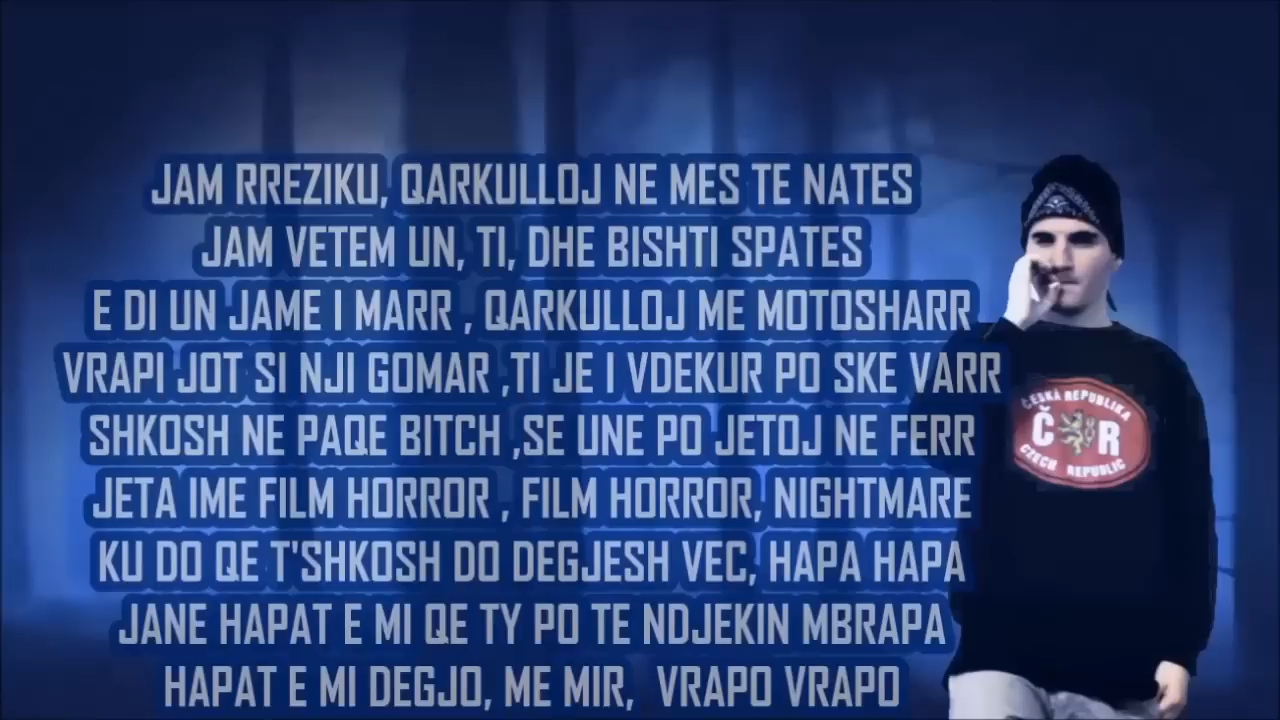 JAM RREZIKU, QARKULLOJ NE MES TE NATES
JAM VETEM UN, TI, DHE BISHTI SPATES
E DI UN JAME I MARR , QARKULLOJ ME MOTOSHARR
VRAPI JOT SI NJI GOMAR ,TI JE I VDEKUR PO SKE VARR
SHKOSH NE PAQE BITCH ,SE UNE PO JETOJ NE FERR
JETA IME FILM HORROR , FILM HORROR, NIGHTMARE
KU DO QE T'SHKOSH DO DEGJESH VEC, HAPA HAPA
JANE HAPAT E MI QE TY PO TE NDJEKIN MBRAPA
HAPAT E MI DEGJO, ME MIR, VRAPO VRAPO
ČESKÁ REPUBLIKA
Č R
CZECH REPUBLIC